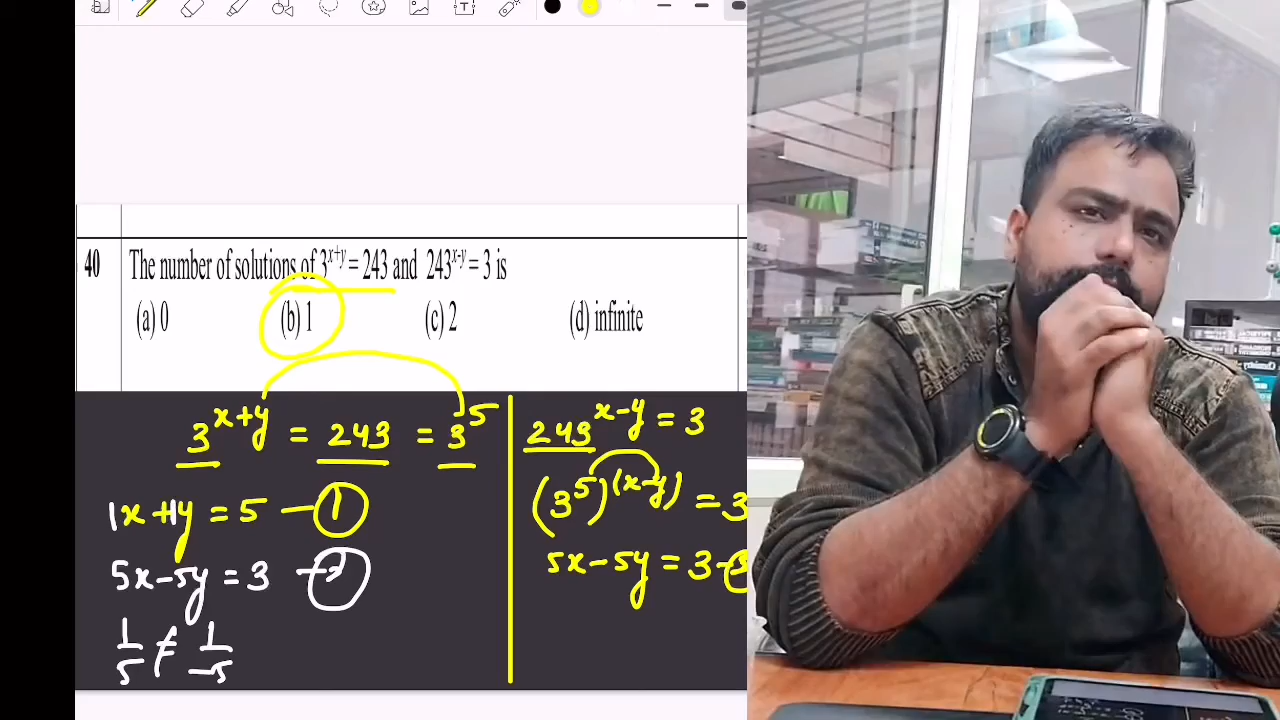 40 The number of solutions of 3^{x+y} = 243 and 243^{x-y} = 3 is
(a) 0 (b) 1 (c) 2 (d) infinite
3^{x+y} = 243 = 3^5
1x + 1y = 5 — ①
5x - 5y = 3 — ②
1/5 ≠ 1/-5
243^{x-y} = 3
(3^5)^{(x-y)} = 3
5x - 5y = 3 —